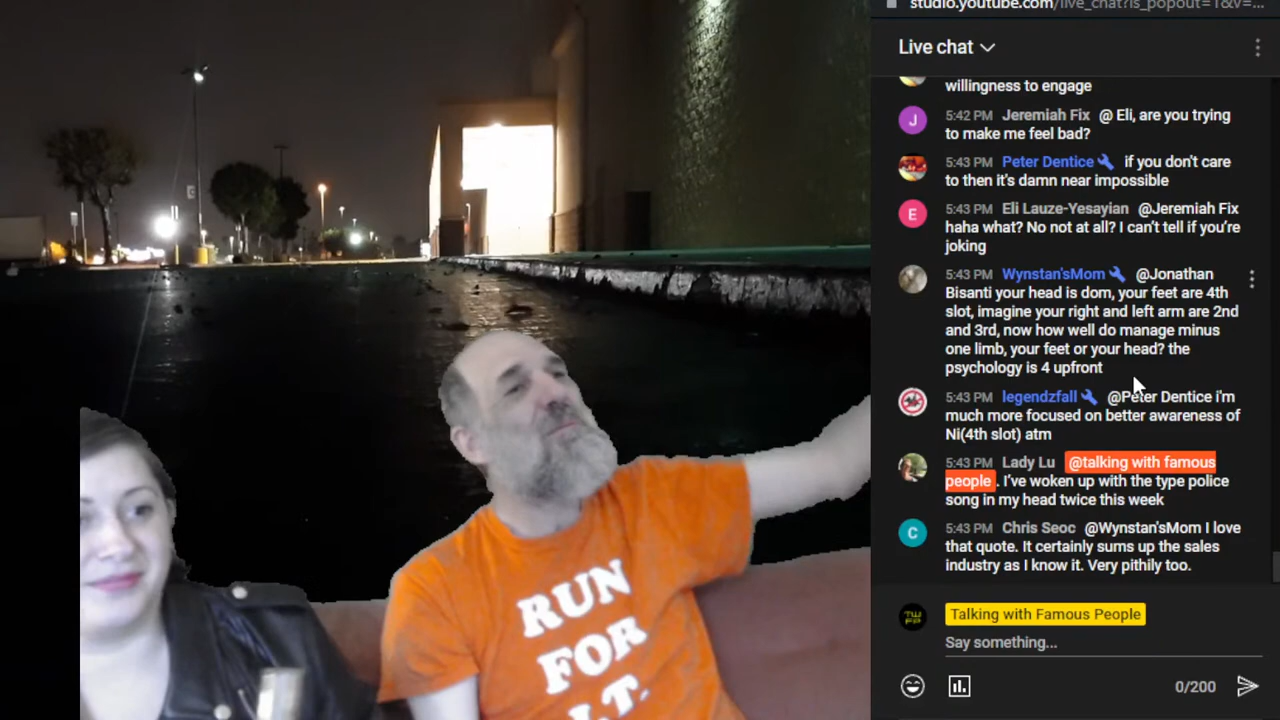 studio.youtube.com/live_chat?is_popout=1&v=...
Live chat
willingness to engage
5:42 PM Jeremiah Fix @ Eli, are you trying
to make me feel bad?
5:43 PM Peter Dentice if you don't care
to then it's damn near impossible
5:43 PM Eli Lauze-Yesayian @Jeremiah Fix
haha what? No not at all? I can't tell if you're
joking
5:43 PM Wynstan'sMom @Jonathan
Bisanti your head is dom, your feet are 4th
slot, imagine your right and left arm are 2nd
and 3rd, now how well do manage minus
one limb, your feet or your head? the
psychology is 4 upfront
5:43 PM legendzfall @Peter Dentice i'm
much more focused on better awareness of
Ni(4th slot) atm
5:43 PM Lady Lu @talking with famous
people . I've woken up with the type police
song in my head twice this week
5:43 PM Chris Seoc @Wynstan'sMom I love
that quote. It certainly sums up the sales
industry as I know it. Very pithily too.
Talking with Famous People
Say something...
0/200
J
E
C
TW
FP
RUN
FOR